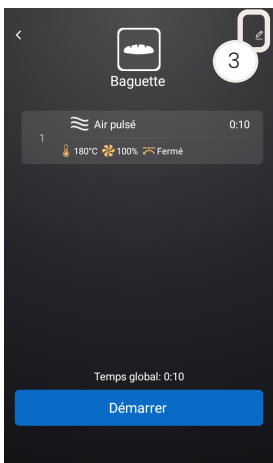 3
Baguette
1
Air pulsé 0:10
180°C 100% Fermé
Temps global: 0:10
Démarrer